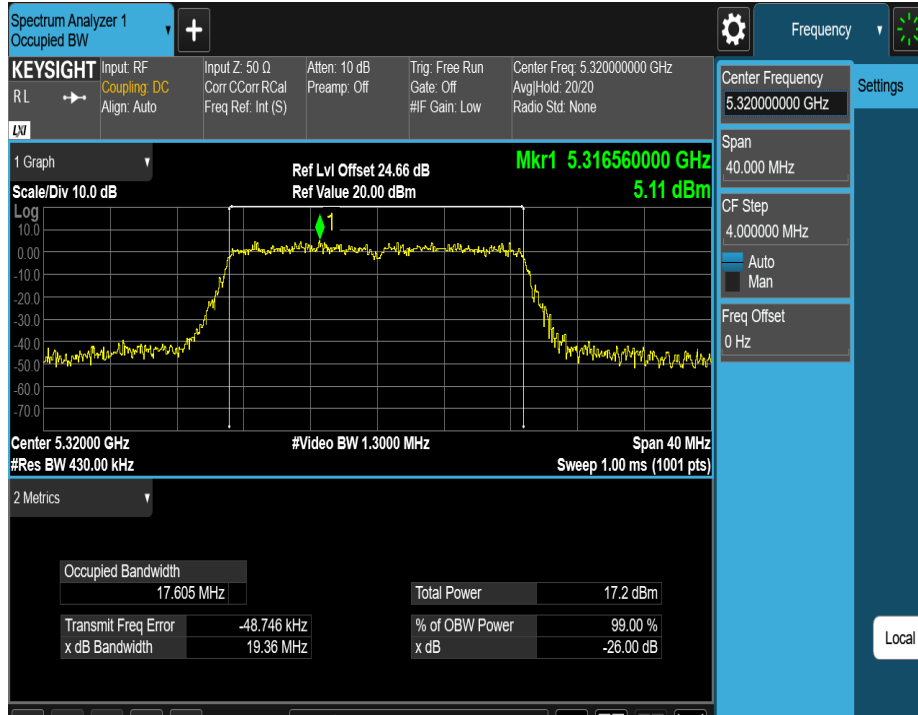 Spectrum Analyzer 1
Occupied BW
Frequency
KEYSIGHT
R L
LXI
Input: RF
Coupling: DC
Align: Auto
Input Z: 50 Ω
Corr CCorr RCal
Freq Ref: Int (S)
Atten: 10 dB
Preamp: Off
Trig: Free Run
Gate: Off
#IF Gain: Low
Center Freq: 5.320000000 GHz
Avg|Hold: 20/20
Radio Std: None
Center Frequency
5.320000000 GHz
Settings
Span
40.000 MHz
CF Step
4.000000 MHz
Auto
Man
Freq Offset
0 Hz
1 Graph
Scale/Div 10.0 dB
Ref Lvl Offset 24.66 dB
Ref Value 20.00 dBm
Mkr1 5.316560000 GHz
5.11 dBm
Log
1
10.0
0.00
-10.0
-20.0
-30.0
-40.0
-50.0
-60.0
-70.0
Center 5.32000 GHz
#Video BW 1.3000 MHz
Span 40 MHz
#Res BW 430.00 kHz
Sweep 1.00 ms (1001 pts)
2 Metrics
Occupied Bandwidth
17.605 MHz
Total Power 17.2 dBm
Transmit Freq Error -48.746 kHz
% of OBW Power 99.00 %
x dB Bandwidth 19.36 MHz
x dB -26.00 dB
Local